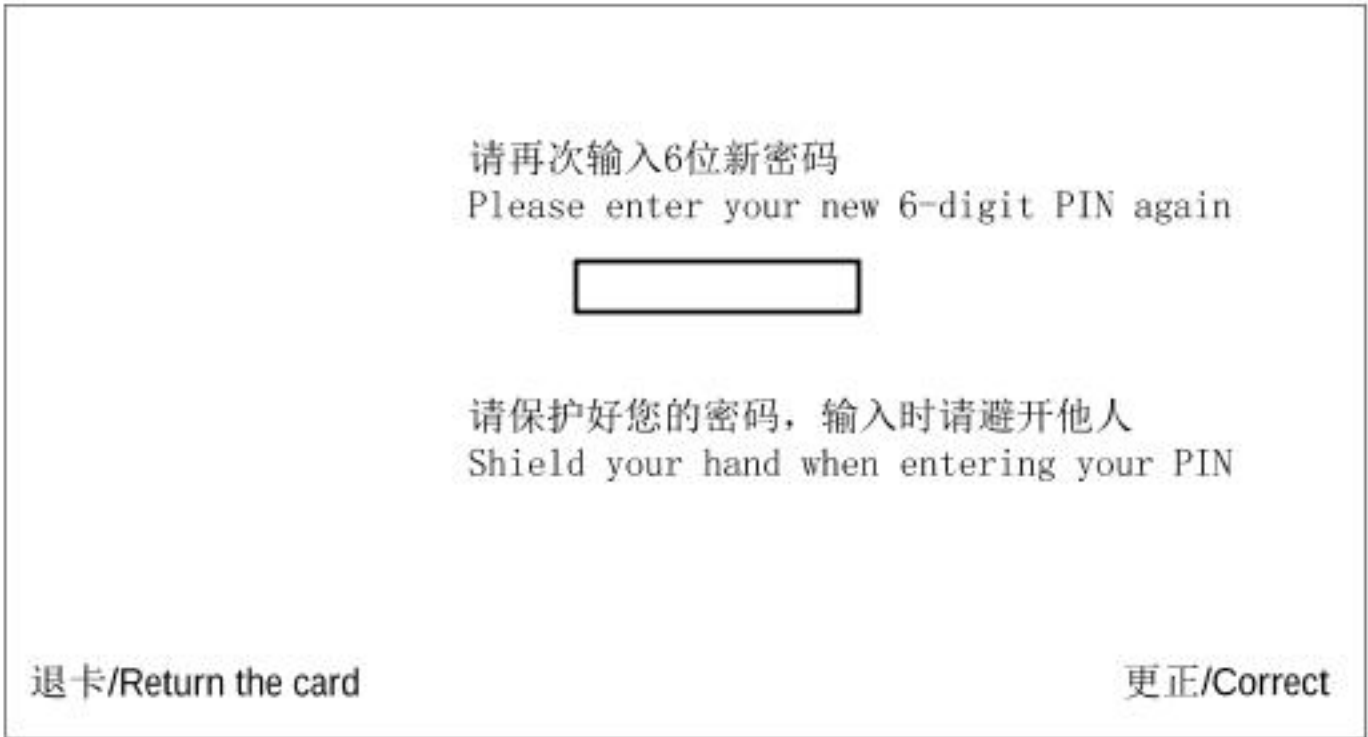 请再次输入6位新密码
Please enter your new 6-digit PIN again
请保护好您的密码，输入时请避开他人
Shield your hand when entering your PIN
退卡/Return the card
更正/Correct